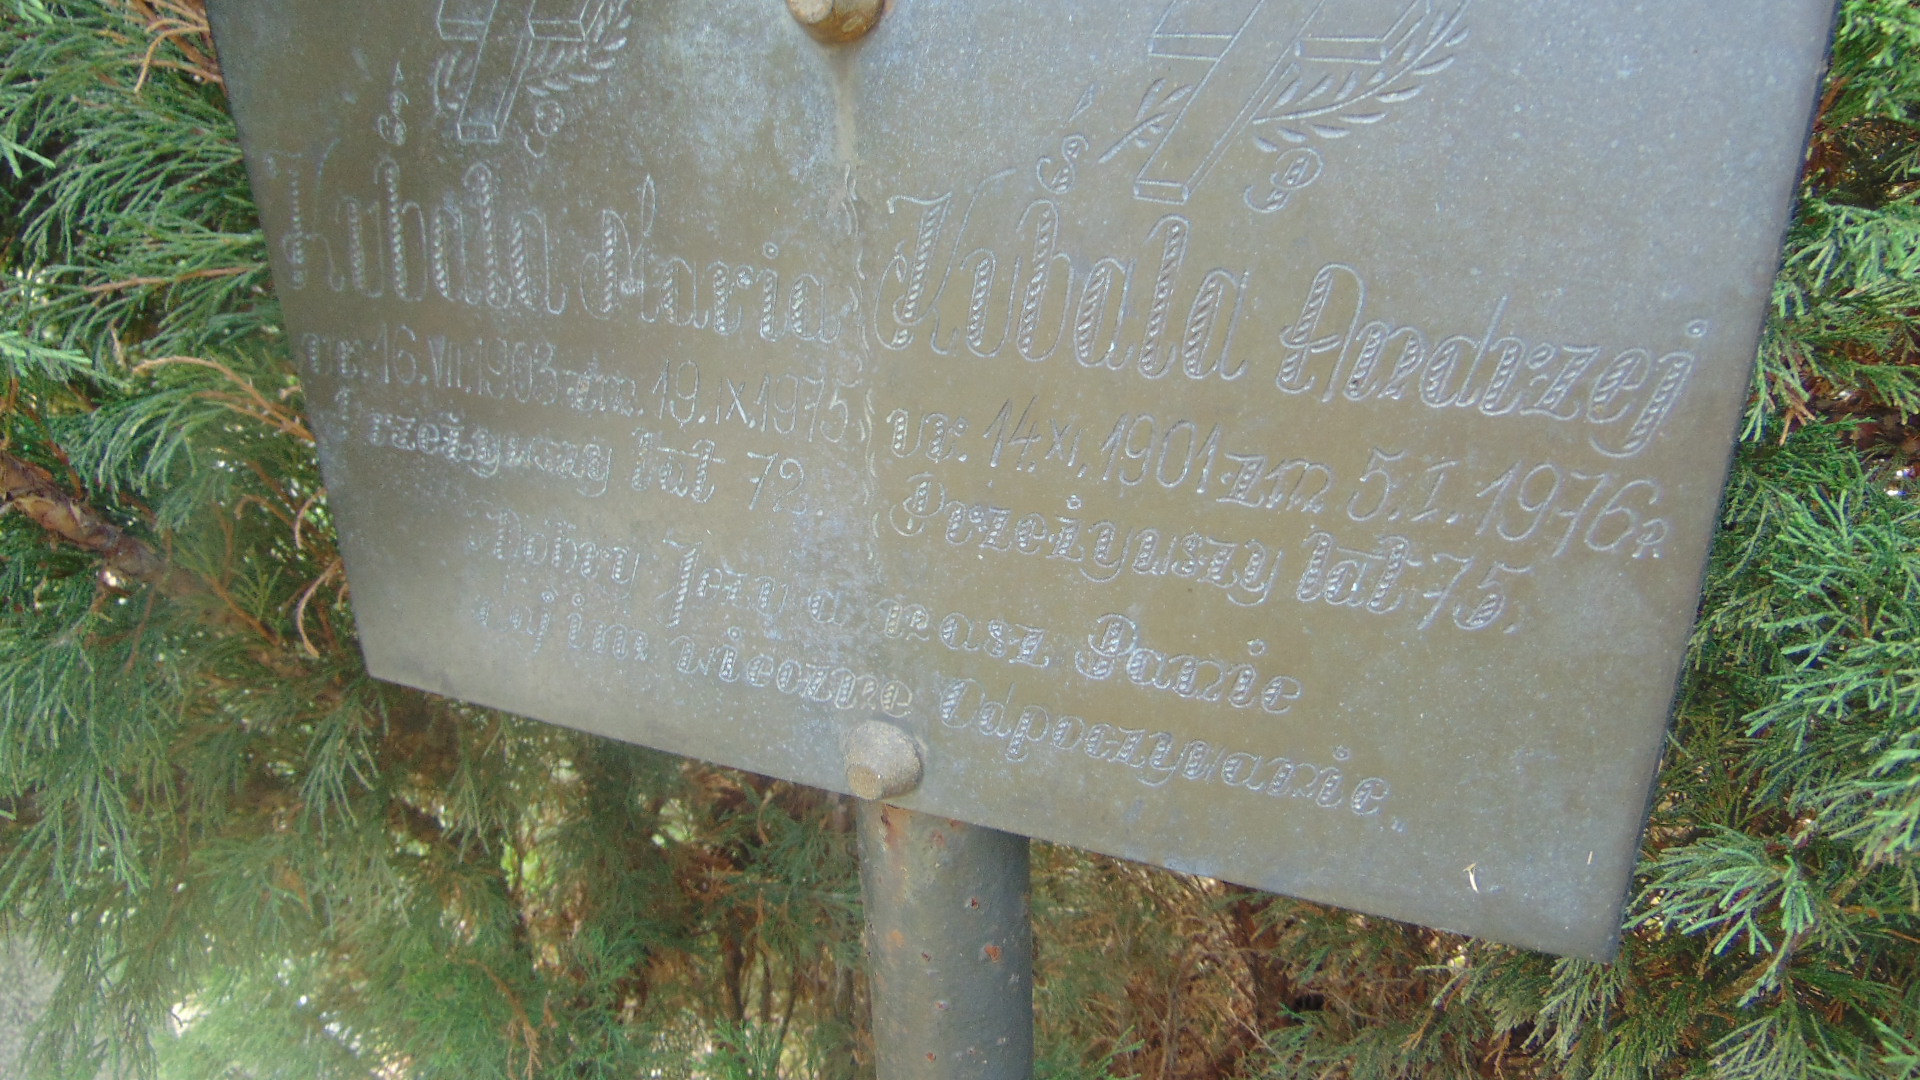 Ś P
Kubala Maria
ur. 16.VII.1903 zm. 19.IX.1975
Przeżywszy lat 72.
Ś P
Kubala Andrzej
ur. 14.XI.1901 zm 5.I.1976 R
Przeżywszy lat 75.
Dobry Jezu a nasz Panie
Daj im wieczne Odpoczywanie.